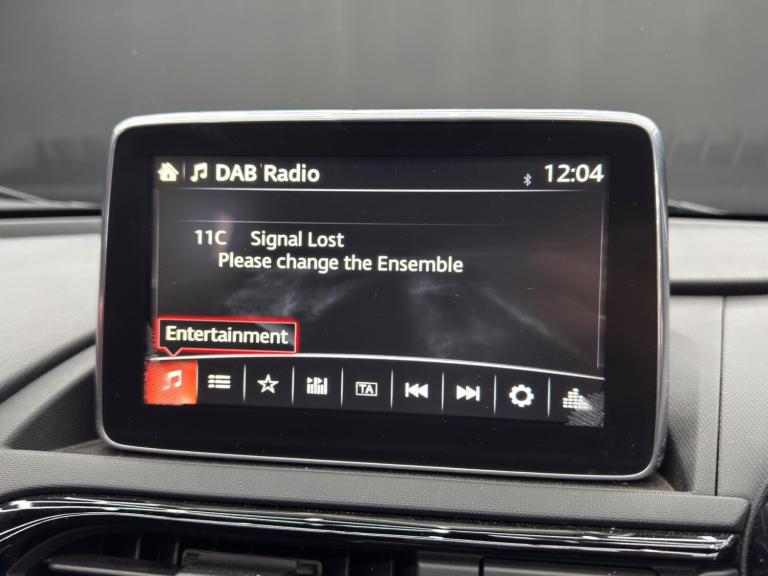 DAB Radio 12:04
11C Signal Lost
Please change the Ensemble
Entertainment
TA